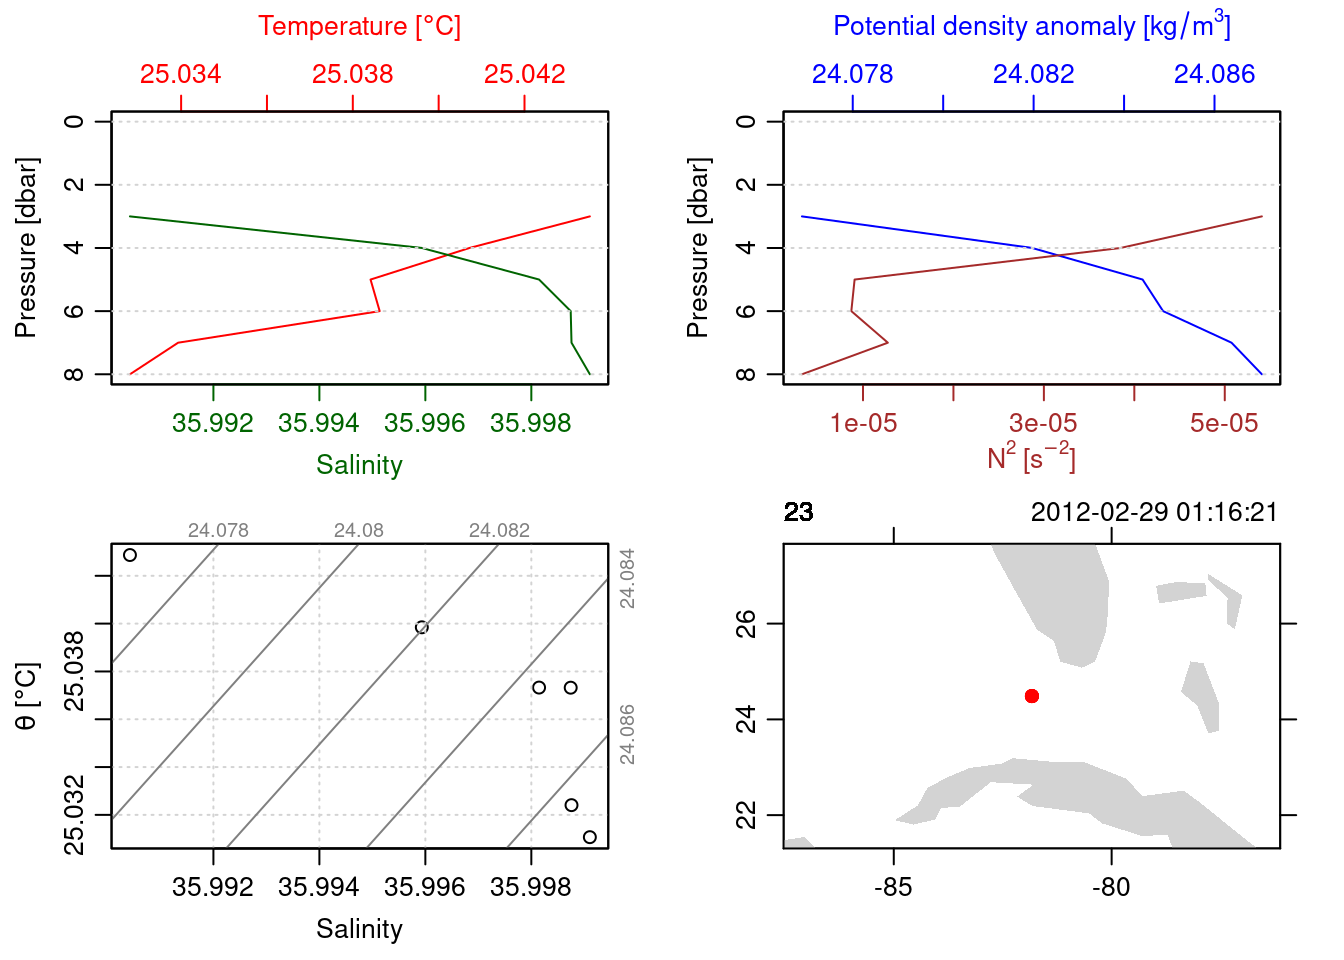 Temperature [°C]
25.034 25.038 25.042
0
2
4
6
8
Pressure [dbar]
35.992 35.994 35.996 35.998
Salinity
Potential density anomaly [kg/m³]
24.078 24.082 24.086
0
2
4
6
8
Pressure [dbar]
1e-05 3e-05 5e-05
N² [s⁻²]
24.078 24.08 24.082
24.084
24.086
25.038
25.032
θ [°C]
35.992 35.994 35.996 35.998
Salinity
23 2012-02-29 01:16:21
26
24
22
-85 -80